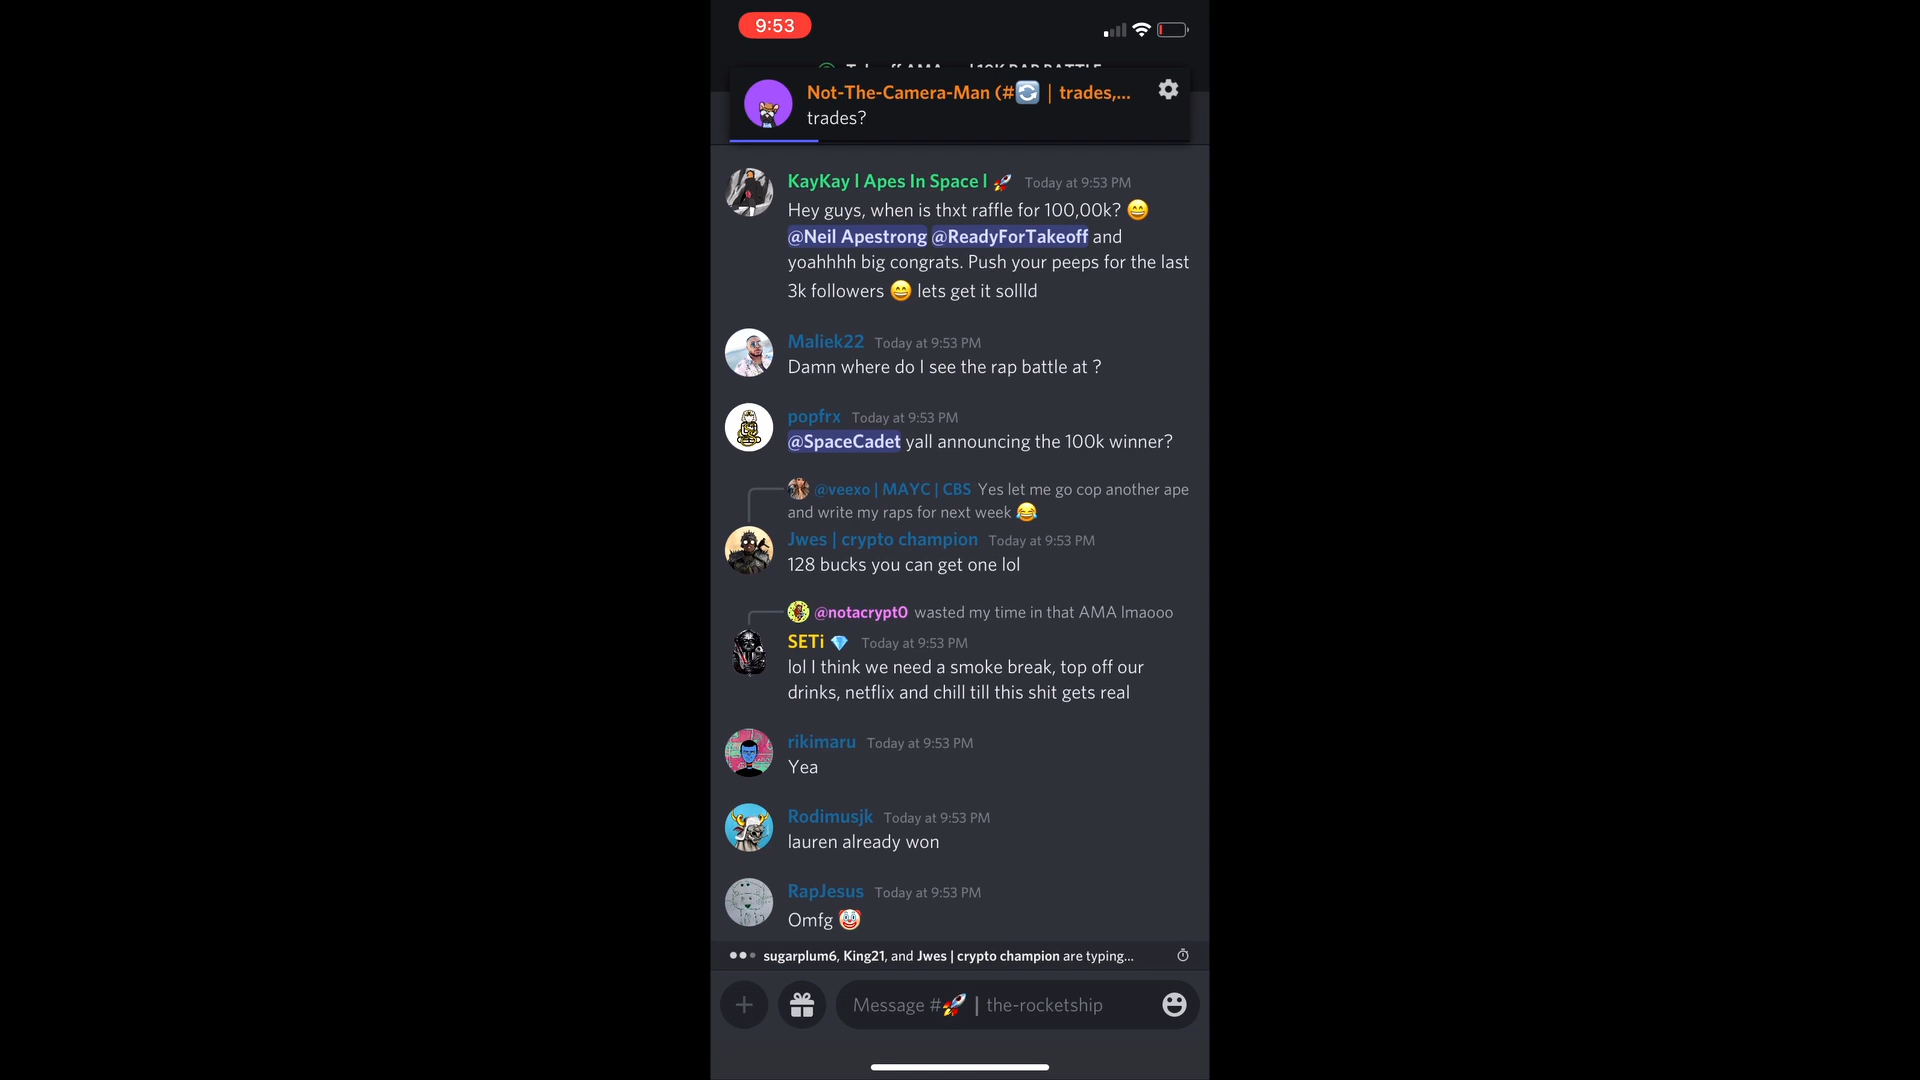 9:53
Not-The-Camera-Man (#🔄 | trades,...
trades?
KayKay | Apes In Space | 🚀 Today at 9:53 PM
Hey guys, when is thxt raffle for 100,00k? 😄
@Neil Apestrong @ReadyForTakeoff and
yoahhhh big congrats. Push your peeps for the last
3k followers 😄 lets get it sollld
Maliek22 Today at 9:53 PM
Damn where do I see the rap battle at ?
popfrx Today at 9:53 PM
@SpaceCadet yall announcing the 100k winner?
@veexo | MAYC | CBS Yes let me go cop another ape
and write my raps for next week 😂
Jwes | crypto champion Today at 9:53 PM
128 bucks you can get one lol
@notacrypt0 wasted my time in that AMA lmaooo
SETi 💎 Today at 9:53 PM
lol I think we need a smoke break, top off our
drinks, netflix and chill till this shit gets real
rikimaru Today at 9:53 PM
Yea
Rodimusjk Today at 9:53 PM
lauren already won
RapJesus Today at 9:53 PM
Omfg 🤡
sugarplum6, King21, and Jwes | crypto champion are typing...
Message #🚀 | the-rocketship